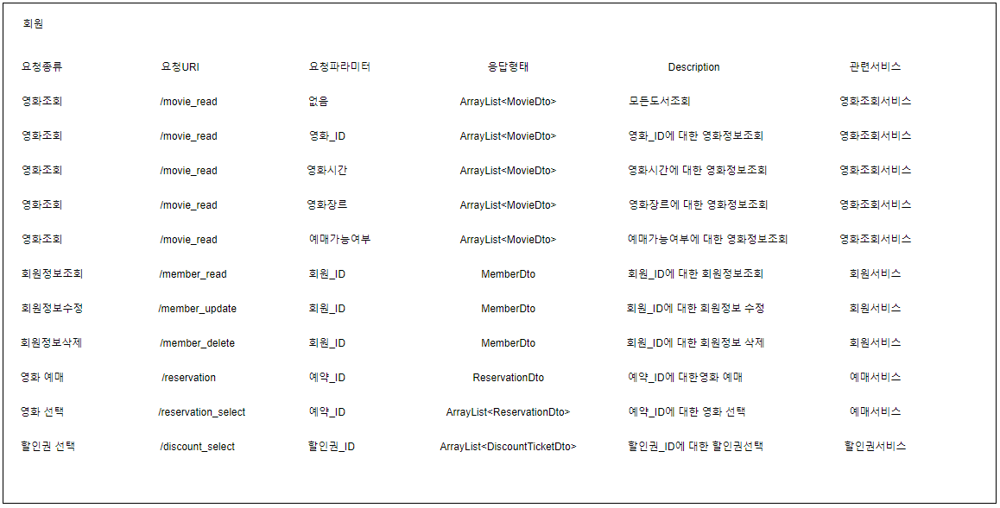 회원
요청종류 요청URI 요청파라미터 응답형태 Description 관련서비스
영화조회 /movie_read 없음 ArrayList<MovieDto> 모든도서조회 영화조회서비스
영화조회 /movie_read 영화_ID ArrayList<MovieDto> 영화_ID에 대한 영화정보조회 영화조회서비스
영화조회 /movie_read 영화시간 ArrayList<MovieDto> 영화시간에 대한 영화정보조회 영화조회서비스
영화조회 /movie_read 영화장르 ArrayList<MovieDto> 영화장르에 대한 영화정보조회 영화조회서비스
영화조회 /movie_read 예매가능여부 ArrayList<MovieDto> 예매가능여부에 대한 영화정보조회 영화조회서비스
회원정보조회 /member_read 회원_ID MemberDto 회원_ID에 대한 회원정보조회 회원서비스
회원정보수정 /member_update 회원_ID MemberDto 회원_ID에 대한 회원정보 수정 회원서비스
회원정보삭제 /member_delete 회원_ID MemberDto 회원_ID에 대한 회원정보 삭제 회원서비스
영화 예매 /reservation 예약_ID ReservationDto 예약_ID에 대한영화 예매 예매서비스
영화 선택 /reservation_select 예약_ID ArrayList<ReservationDto> 예약_ID에 대한 영화 선택 예매서비스
할인권 선택 /discount_select 할인권_ID ArrayList<DiscountTicketDto> 할인권_ID에 대한 할인권선택 할인권서비스